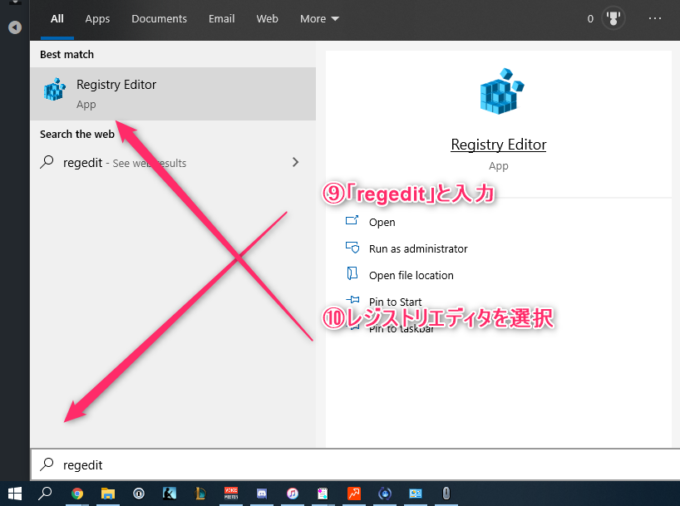 All Apps Documents Email Web More 0 ...
Best match
Registry Editor
App
Search the web
regedit - See web results
Registry Editor
App
⑨「regedit」と入力
Open
Run as administrator
Open file location
Pin to Start
⑩レジストリエディタを選択
Pin to taskbar
regedit